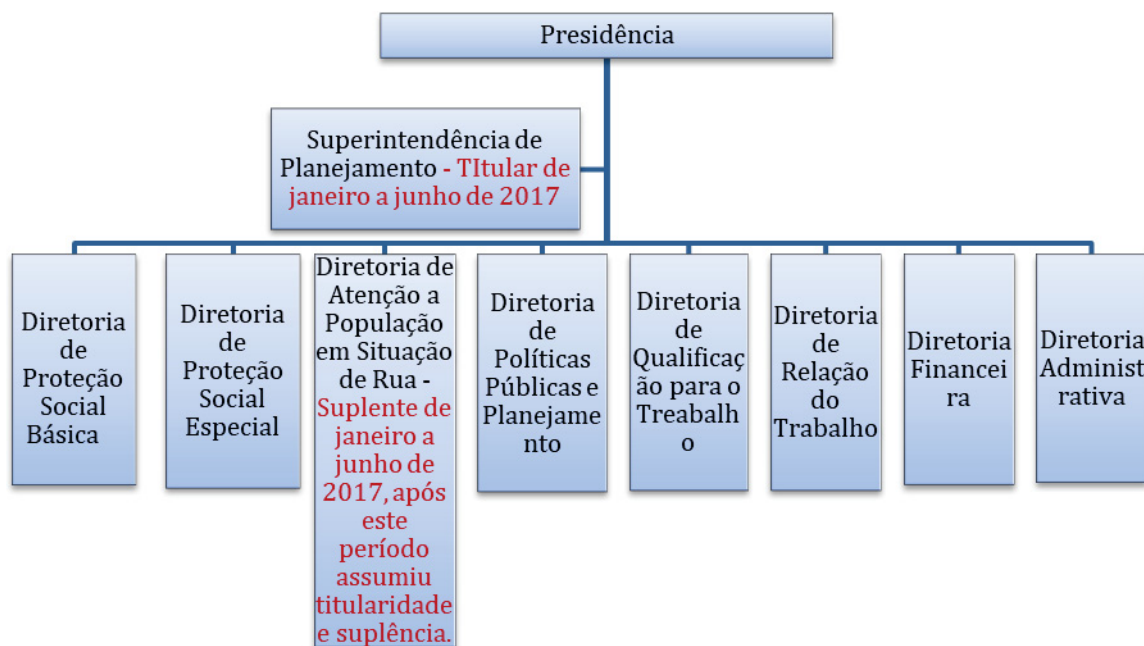 Presidência
Superintendência de
Planejamento - TItular de
janeiro a junho de 2017
Diretoria
de
Proteção
Social
Básica
Diretoria
de
Proteção
Social
Especial
Diretoria de
Atenção a
População
em Situação
de Rua -
Suplente de
janeiro a
junho de
2017, após
este
período
assumiu
titularidade
e suplência.
Diretoria
de
Políticas
Públicas e
Planejame
nto
Diretoria
de
Qualificaç
ão para o
Treabalh
o
Diretoria
de
Relação
do
Trabalho
Diretoria
Financei
ra
Diretoria
Administ
rativa